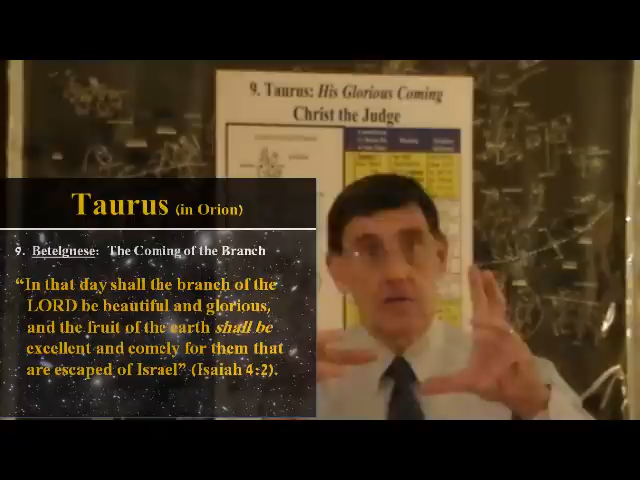 9. Taurus: His Glorious Coming
Christ the Judge
Taurus (in Orion)
9. Betelguese: The Coming of the Branch
“In that day shall the branch of the
LORD be beautiful and glorious,
and the fruit of the earth shall be
excellent and comely for them that
are escaped of Israel” (Isaiah 4:2).